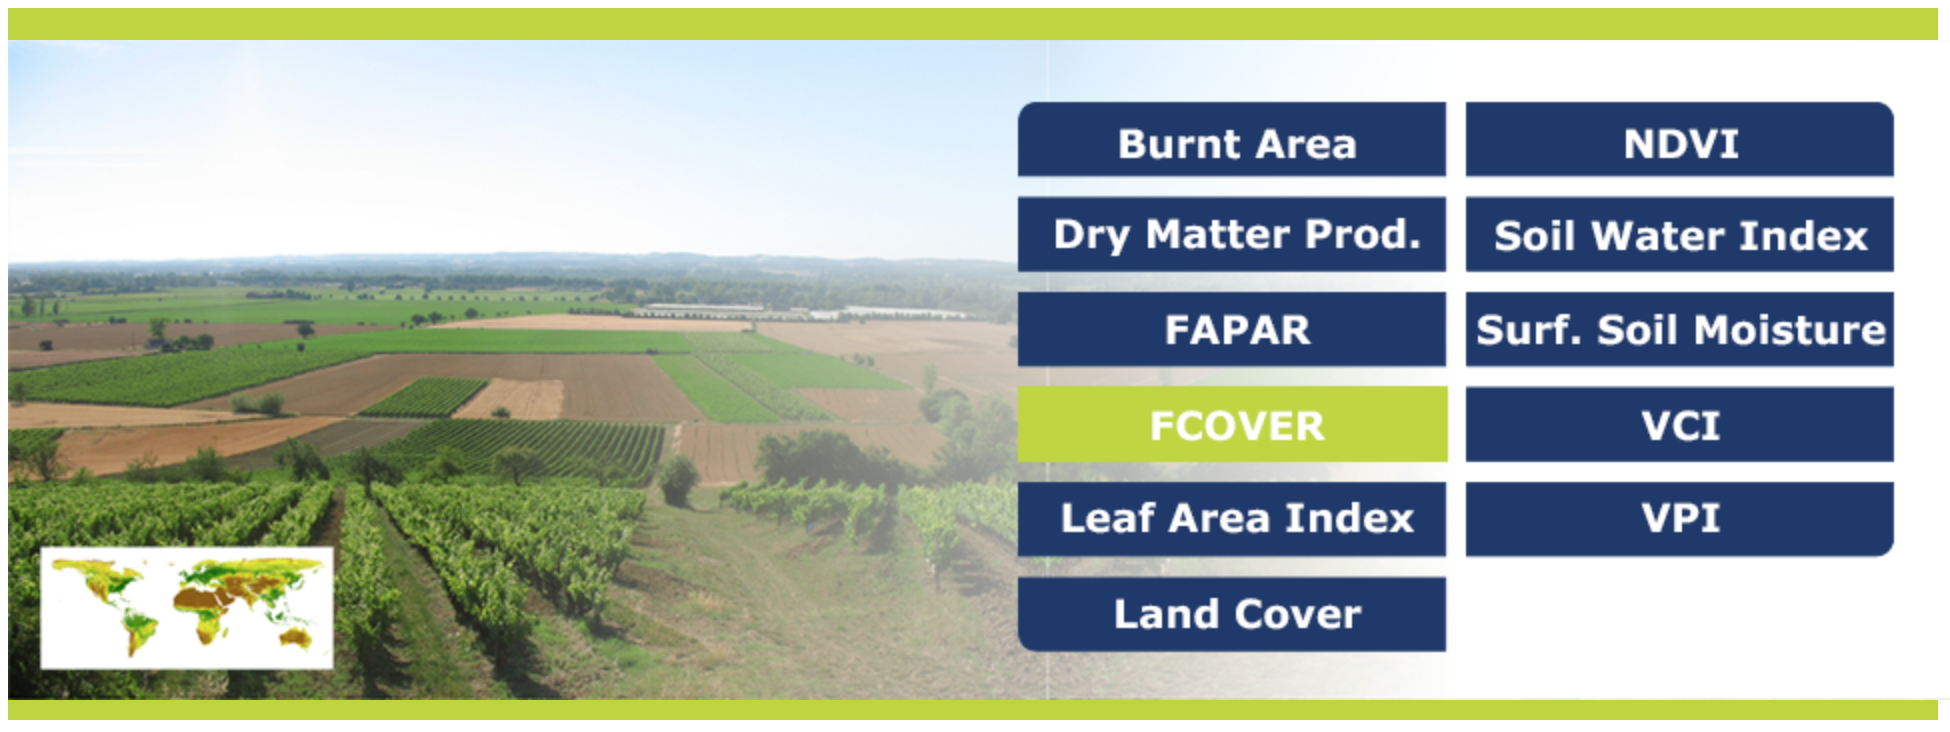 Burnt Area
NDVI
Dry Matter Prod.
Soil Water Index
FAPAR
Surf. Soil Moisture
FCOVER
VCI
Leaf Area Index
VPI
Land Cover